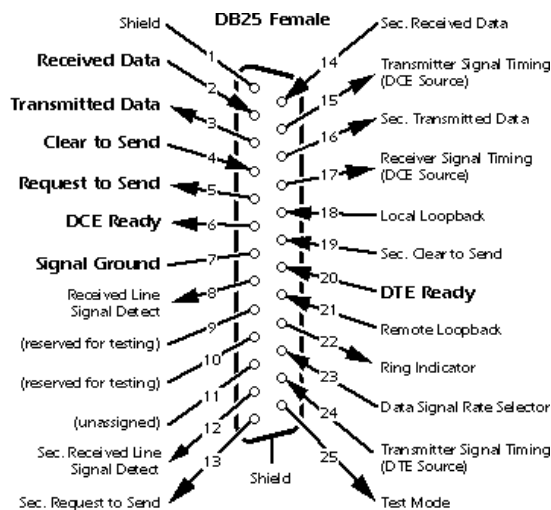 DB25 Female
Shield
1
Received Data
2
Transmitted Data
3
Clear to Send
4
Request to Send
5
DCE Ready
6
Signal Ground
7
Received Line
Signal Detect
8
(reserved for testing)
9
(reserved for testing)
10
(unassigned)
11
Sec. Received Line
Signal Detect
12
Sec. Request to Send
13
Sec. Received Data
14
Transmitter Signal Timing
(DCE Source)
15
Sec. Transmitted Data
16
Receiver Signal Timing
(DCE Source)
17
Local Loopback
18
Sec. Clear to Send
19
DTE Ready
20
Remote Loopback
21
Ring Indicator
22
Data Signal Rate Selector
23
Transmitter Signal Timing
(DTE Source)
24
Test Mode
25
Shield